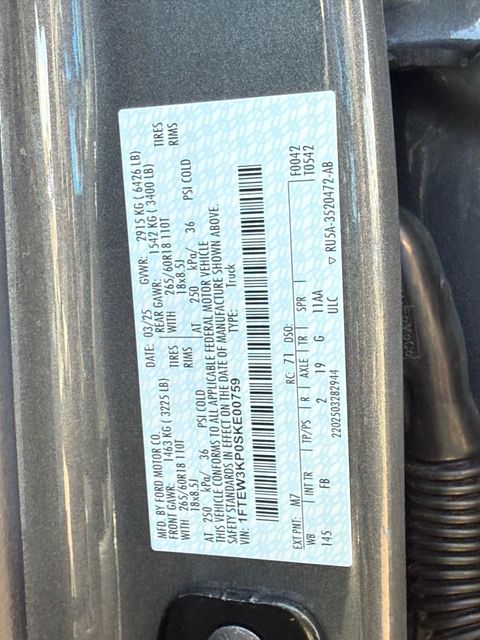 MFD. BY FORD MOTOR CO.
DATE: 03/25 GVWR: 2915 KG ( 6426 LB)
FRONT GAWR: 1463 KG ( 3225 LB) REAR GAWR: 1542 KG ( 3400 LB)
WITH 265/60R18 110T TIRES WITH 265/60R18 110T TIRES
18x8.5J RIMS 18x8.5J RIMS
AT 250 kPa/ 36 PSI COLD AT 250 kPa/ 36 PSI COLD
THIS VEHICLE CONFORMS TO ALL APPLICABLE FEDERAL MOTOR VEHICLE
SAFETY STANDARDS IN EFFECT ON THE DATE OF MANUFACTURE SHOWN ABOVE.
VIN: 1FTEW3KP0SKE00759 TYPE: Truck
F0042
T0542
EXT PNT: M7 RC: 71 DSO:
WB INT TR TP/PS R AXLE TR SPR
145 FB 2 L9 G 11AA
ULC
2202503282944
▽ RU5A-3520472-AB